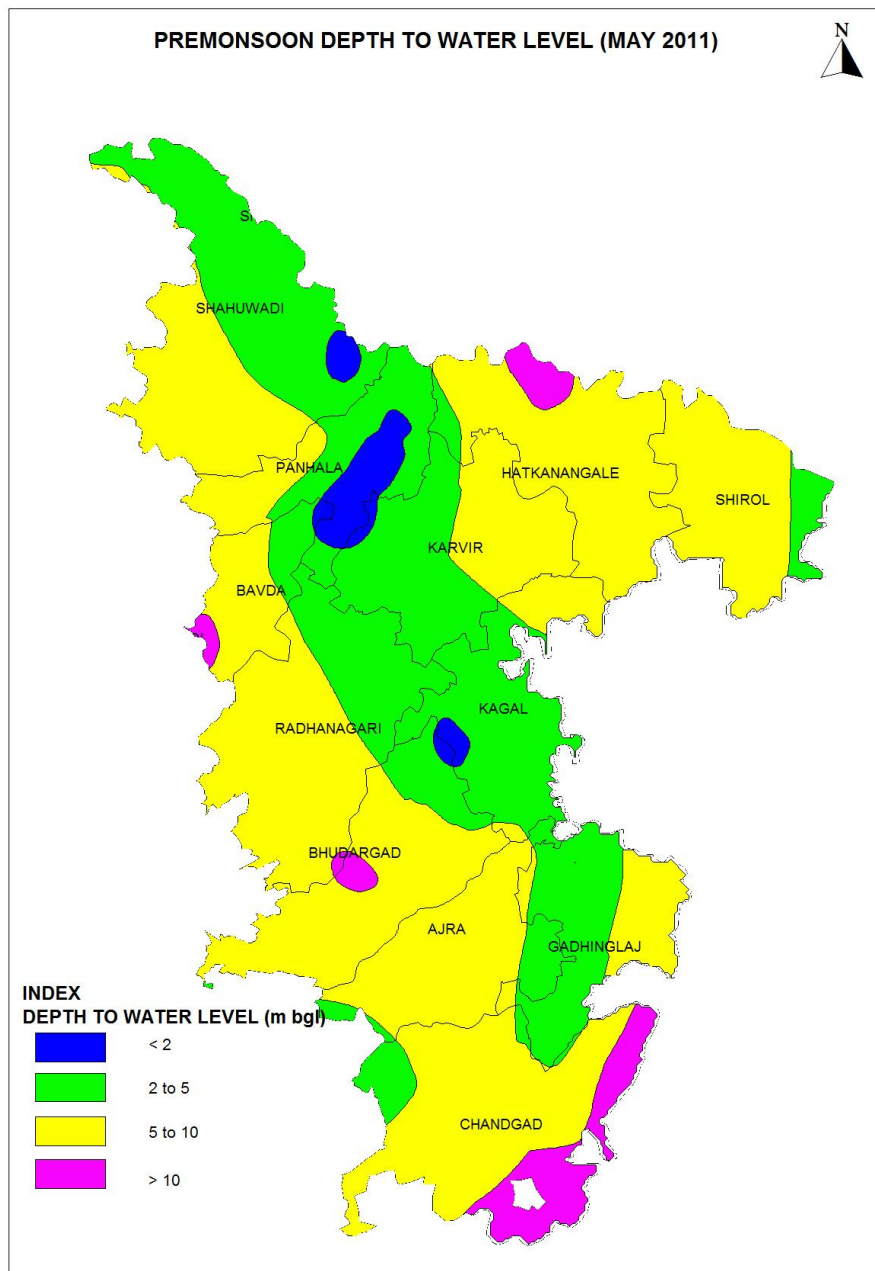 PREMONSOON DEPTH TO WATER LEVEL (MAY 2011)
N
S
SHAHUWADI
PANHALA
HATKANANGALE
SHIROL
KARVIR
BAVDA
KAGAL
RADHANAGARI
BHUDARGAD
AJRA
GADHINGLAJ
INDEX
DEPTH TO WATER LEVEL (m bgl)
< 2
2 to 5
5 to 10
> 10
CHANDGAD